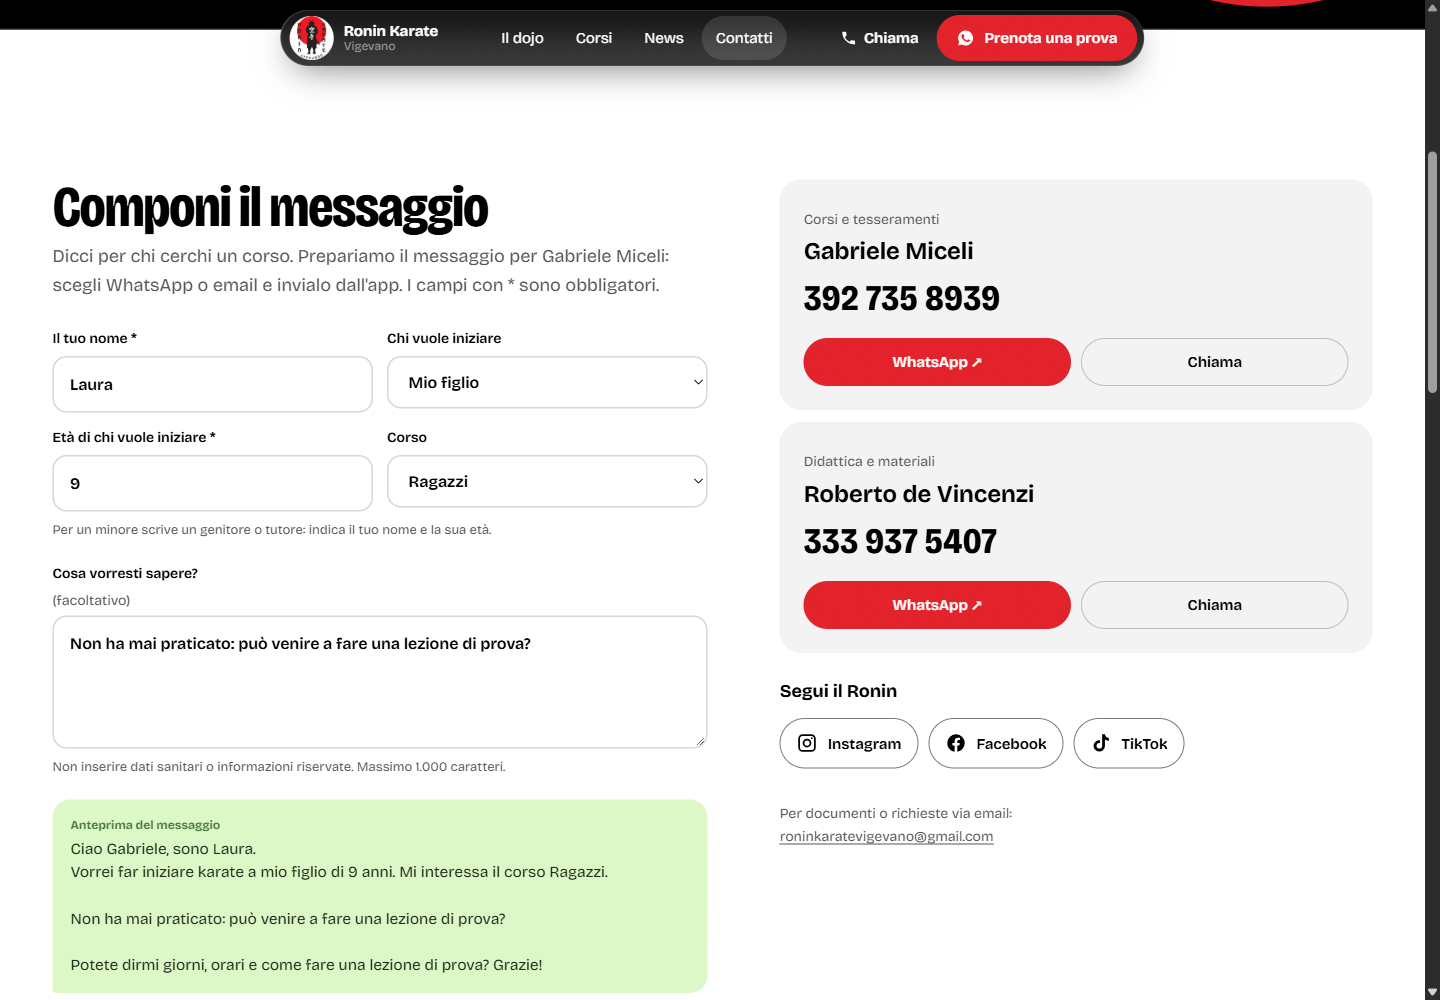 Ronin Karate
Vigevano
Il dojo
Corsi
News
Contatti
Chiama
Prenota una prova
Componi il messaggio
Dicci per chi cerchi un corso. Prepariamo il messaggio per Gabriele Miceli:
scegli WhatsApp o email e invialo dall'app. I campi con * sono obbligatori.
Il tuo nome *
Chi vuole iniziare
Laura
Mio figlio
Età di chi vuole iniziare *
Corso
9
Ragazzi
Per un minore scrive un genitore o tutore: indica il tuo nome e la sua età.
Cosa vorresti sapere?
(facoltativo)
Non ha mai praticato: può venire a fare una lezione di prova?
Non inserire dati sanitari o informazioni riservate. Massimo 1.000 caratteri.
Anteprima del messaggio
Ciao Gabriele, sono Laura.
Vorrei far iniziare karate a mio figlio di 9 anni. Mi interessa il corso Ragazzi.
Non ha mai praticato: può venire a fare una lezione di prova?
Potete dirmi giorni, orari e come fare una lezione di prova? Grazie!
Corsi e tesseramenti
Gabriele Miceli
392 735 8939
WhatsApp ↗
Chiama
Didattica e materiali
Roberto de Vincenzi
333 937 5407
WhatsApp ↗
Chiama
Segui il Ronin
Instagram
Facebook
TikTok
Per documenti o richieste via email:
roninkaratevigevano@gmail.com